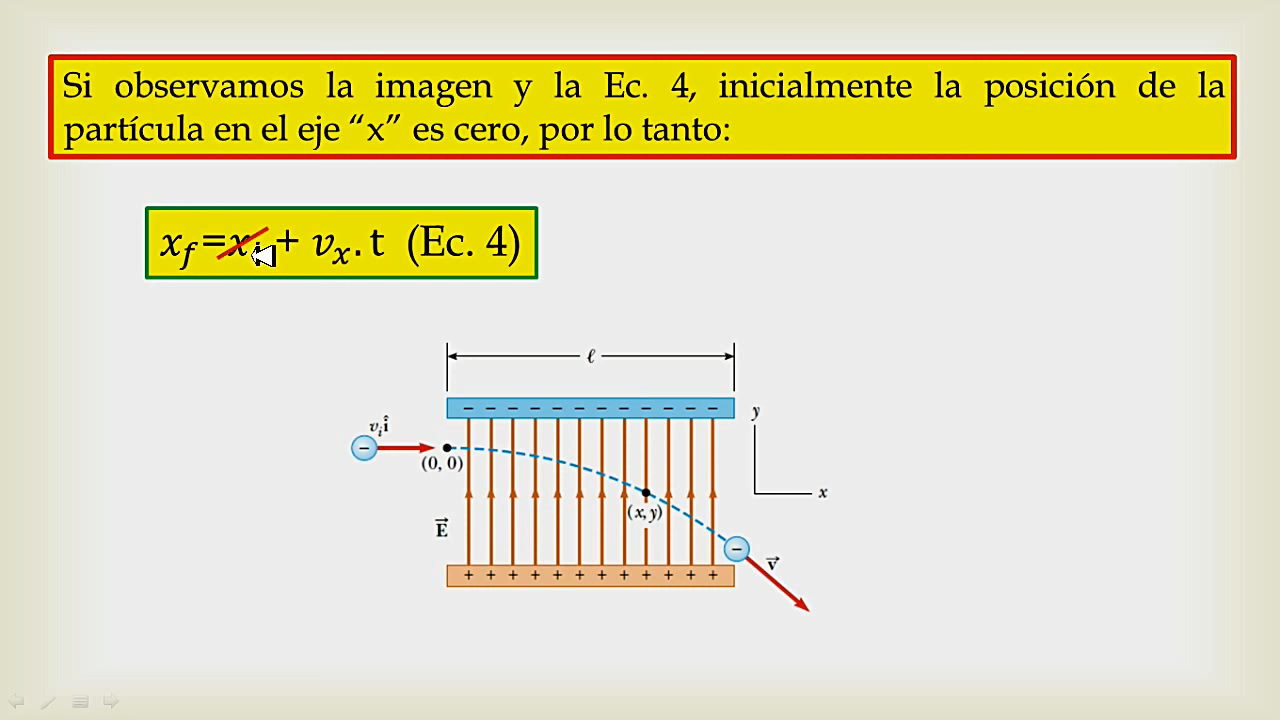 Si observamos la imagen y la Ec. 4, inicialmente la posición de la
partícula en el eje “x” es cero, por lo tanto:
x_f = x_i + v_x . t (Ec. 4)
ℓ
− − − − − − − − − − − −
y
v_i î
−
(0, 0)
x
(x, y)
E⃗
−
v⃗
+ + + + + + + + + + + +